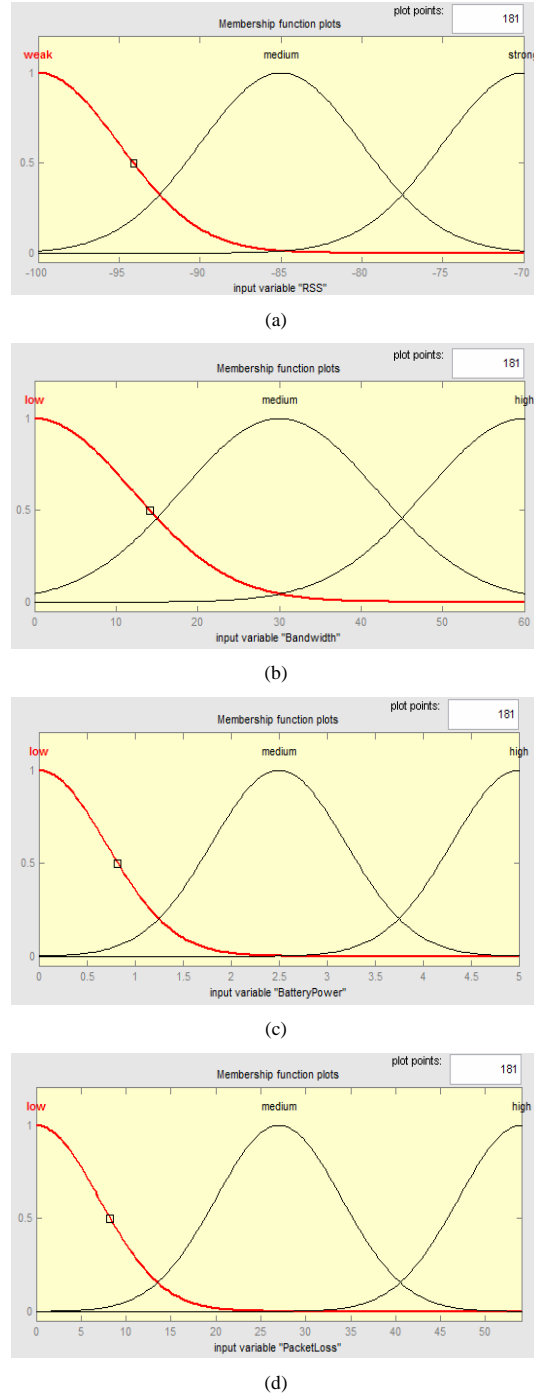 plot points: 181
Membership function plots
weak medium strong
1
0.5
0
-100 -95 -90 -85 -80 -75 -70
input variable "RSS"
(a)
plot points: 181
Membership function plots
low medium high
1
0.5
0
0 10 20 30 40 50 60
input variable "Bandwidth"
(b)
plot points: 181
Membership function plots
low medium high
1
0.5
0
0 0.5 1 1.5 2 2.5 3 3.5 4 4.5 5
input variable "BatteryPower"
(c)
plot points: 181
Membership function plots
low medium high
1
0.5
0
0 5 10 15 20 25 30 35 40 45 50
input variable "PacketLoss"
(d)